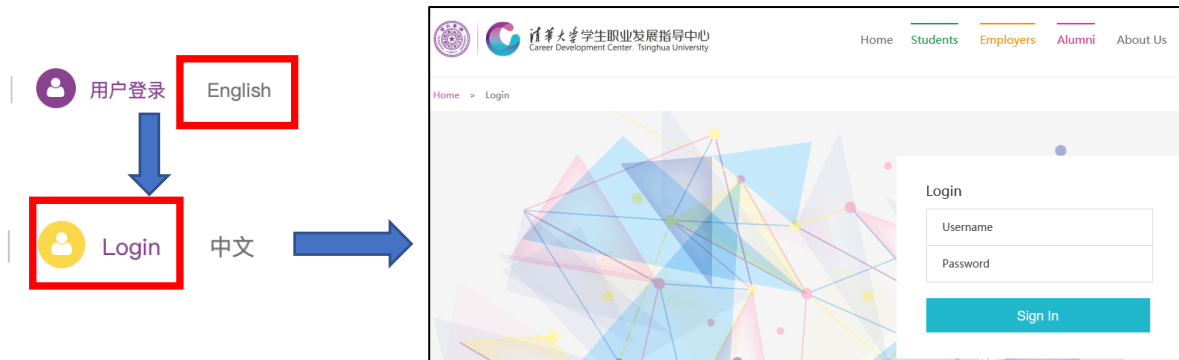 用户登录 English
Login 中文
清华大学学生职业发展指导中心
Career Development Center, Tsinghua University
Home Students Employers Alumni About Us
Home > Login
Login
Username
Password
Sign In